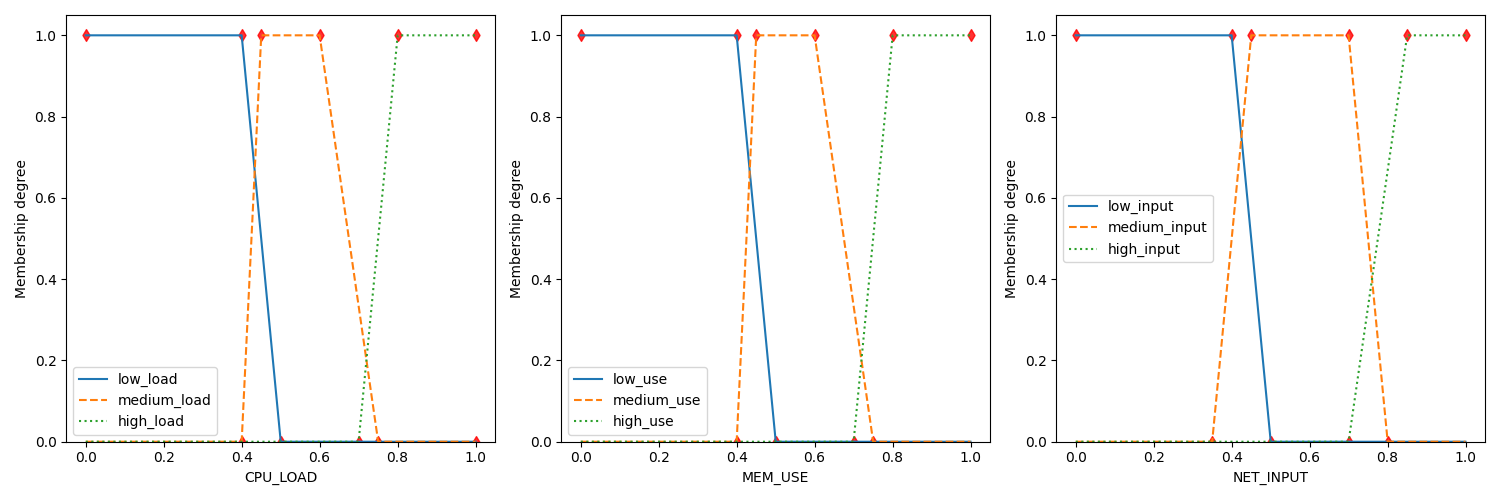 Membership degree
1.0
0.8
0.6
0.4
0.2
0.0
low_load
medium_load
high_load
0.0 0.2 0.4 0.6 0.8 1.0
CPU_LOAD
Membership degree
1.0
0.8
0.6
0.4
0.2
0.0
low_use
medium_use
high_use
0.0 0.2 0.4 0.6 0.8 1.0
MEM_USE
Membership degree
1.0
0.8
0.6
0.4
0.2
0.0
low_input
medium_input
high_input
0.0 0.2 0.4 0.6 0.8 1.0
NET_INPUT